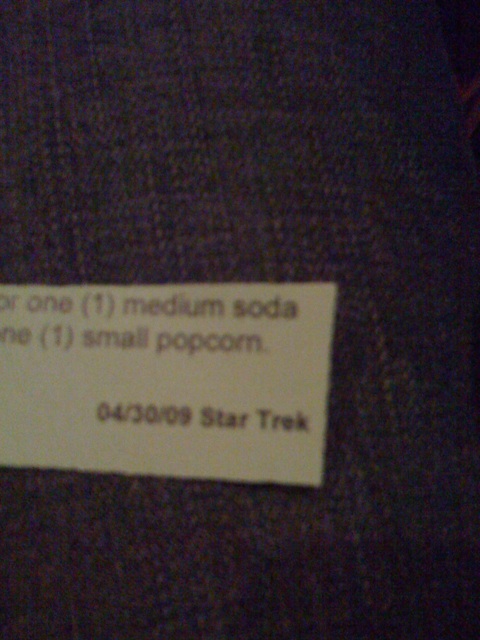 or one (1) medium soda
ne (1) small popcorn.
04/30/09 Star Trek